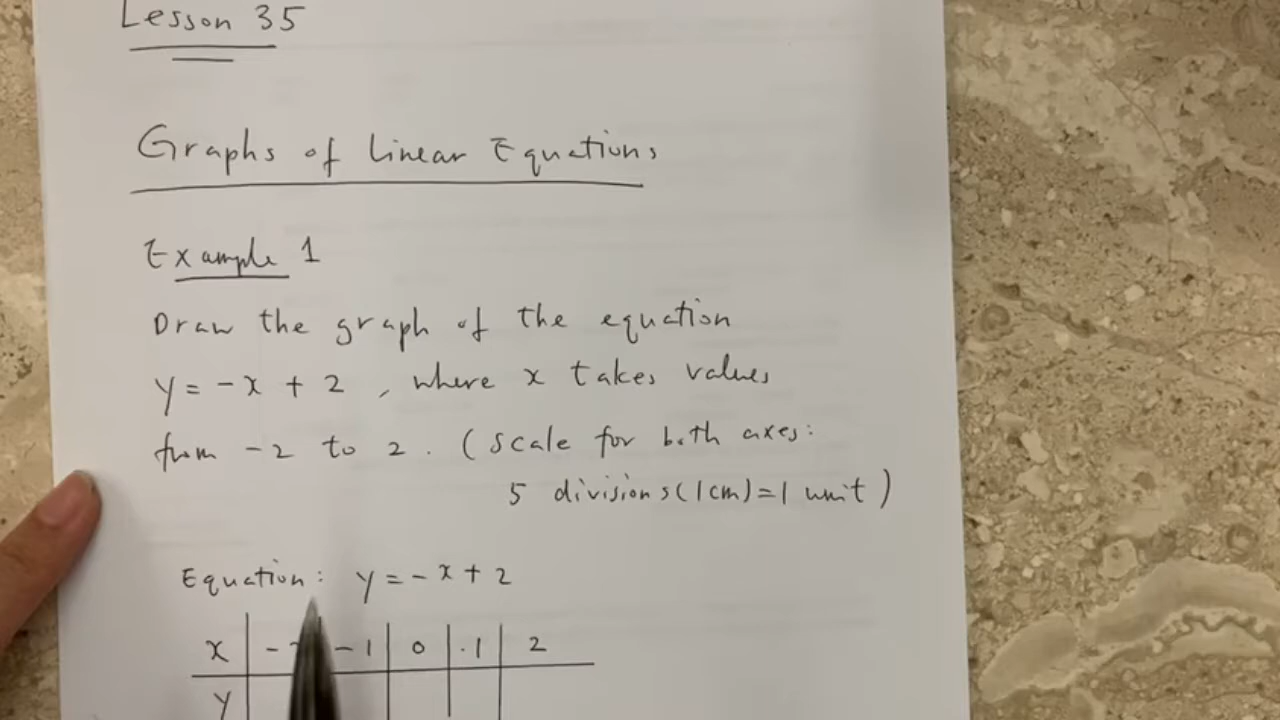 Lesson 35
Graphs of Linear Equations
Example 1
Draw the graph of the equation
y = -x + 2 , where x takes values
from -2 to 2. (scale for both axes:
5 divisions (1cm) = 1 unit)
Equation: y = -x + 2
x - -1 0 1 2
y